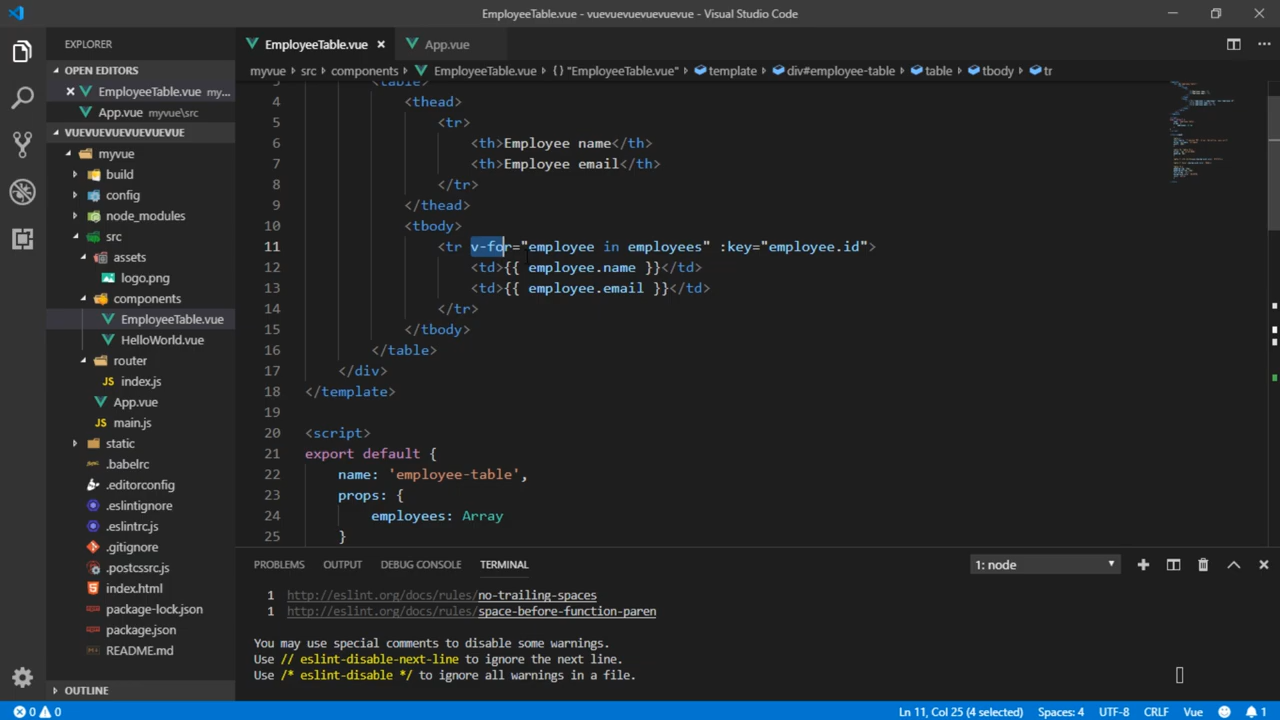 EmployeeTable.vue - vuevuevuevuevuevue - Visual Studio Code
EXPLORER
OPEN EDITORS
EmployeeTable.vue my...
App.vue myvue\src
VUEVUEVUEVUEVUEVUE
myvue
build
config
node_modules
src
assets
logo.png
components
EmployeeTable.vue
HelloWorld.vue
router
JS index.js
App.vue
JS main.js
static
.babelrc
.editorconfig
.eslintignore
.eslintrc.js
.gitignore
.postcssrc.js
index.html
package-lock.json
package.json
README.md
OUTLINE
EmployeeTable.vue
App.vue
myvue src components EmployeeTable.vue {} "EmployeeTable.vue" template div#employee-table table tbody tr
3 <table>
4 <thead>
5 <tr>
6 <th>Employee name</th>
7 <th>Employee email</th>
8 </tr>
9 </thead>
10 <tbody>
11 <tr v-for="employee in employees" :key="employee.id">
12 <td>{{ employee.name }}</td>
13 <td>{{ employee.email }}</td>
14 </tr>
15 </tbody>
16 </table>
17 </div>
18 </template>
19
20 <script>
21 export default {
22 name: 'employee-table',
23 props: {
24 employees: Array
25 }
PROBLEMS OUTPUT DEBUG CONSOLE TERMINAL 1: node
1 http://eslint.org/docs/rules/no-trailing-spaces
1 http://eslint.org/docs/rules/space-before-function-paren
You may use special comments to disable some warnings.
Use // eslint-disable-next-line to ignore the next line.
Use /* eslint-disable */ to ignore all warnings in a file.
0 0 Ln 11, Col 25 (4 selected) Spaces: 4 UTF-8 CRLF Vue 1